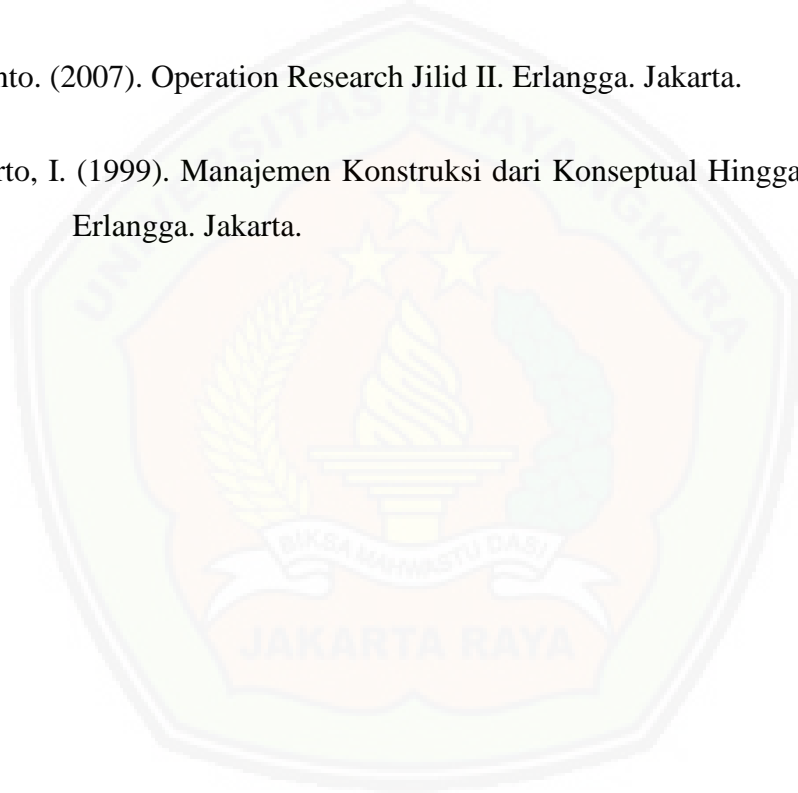 nto. (2007). Operation Research Jilid II. Erlangga. Jakarta.
rto, I. (1999). Manajemen Konstruksi dari Konseptual Hingga
Erlangga. Jakarta.
UNIVERSITAS BHAYANGKARA
BIKSA MAHWASTU DASI
JAKARTA RAYA